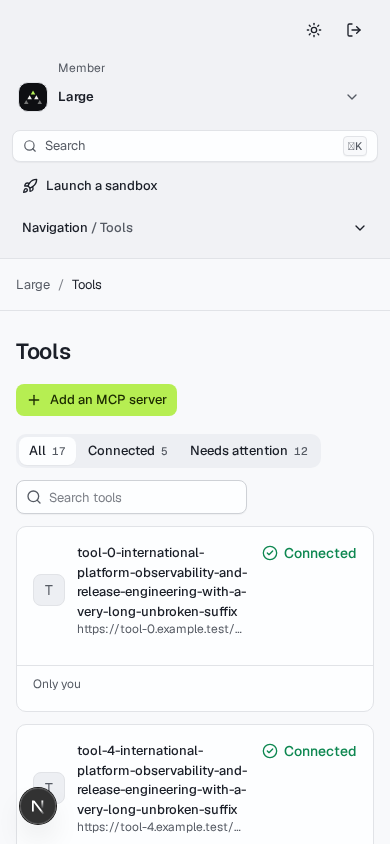 Member
Large
Search
K
Launch a sandbox
Navigation / Tools
Large / Tools
Tools
Add an MCP server
All 17 Connected 5 Needs attention 12
Search tools
T
tool-0-international-
platform-observability-and-
release-engineering-with-a-
very-long-unbroken-suffix
https://tool-0.example.test/...
Connected
Only you
T
tool-4-international-
platform-observability-and-
release-engineering-with-a-
very-long-unbroken-suffix
https://tool-4.example.test/...
Connected
N